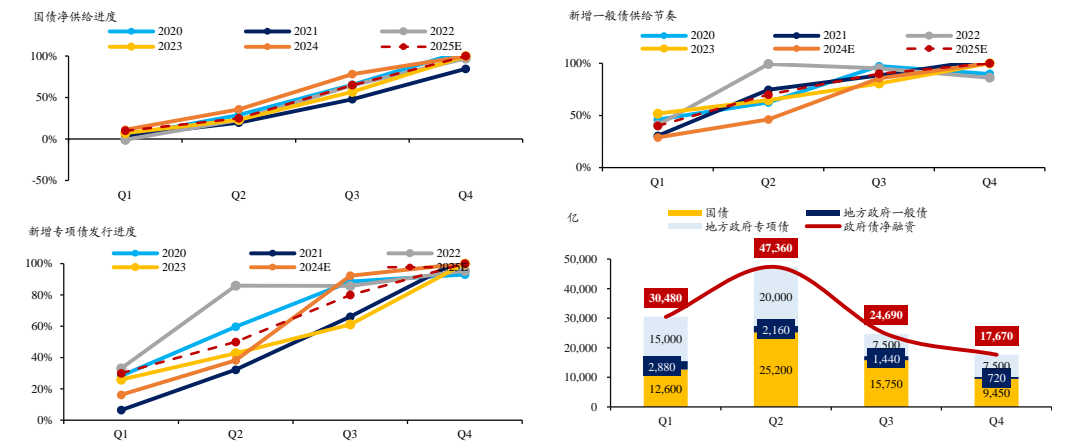 国债净供给进度
2020 2021 2022
2023 2024 2025E
100%
50%
0%
-50%
Q1 Q2 Q3 Q4
新增一般债供给节奏
2020 2021 2022
2023 2024E 2025E
100%
50%
0%
Q1 Q2 Q3 Q4
新增专项债发行进度
2020 2021 2022
2023 2024E 2025E
100%
80%
60%
40%
20%
0%
Q1 Q2 Q3 Q4
亿
国债 地方政府一般债
地方政府专项债 政府债净融资
50,000
40,000
30,000
20,000
10,000
0
30,480 47,360 24,690 17,670
15,000 20,000 7,500 7,500
2,880 2,160 1,440 720
12,600 25,200 15,750 9,450
Q1 Q2 Q3 Q4